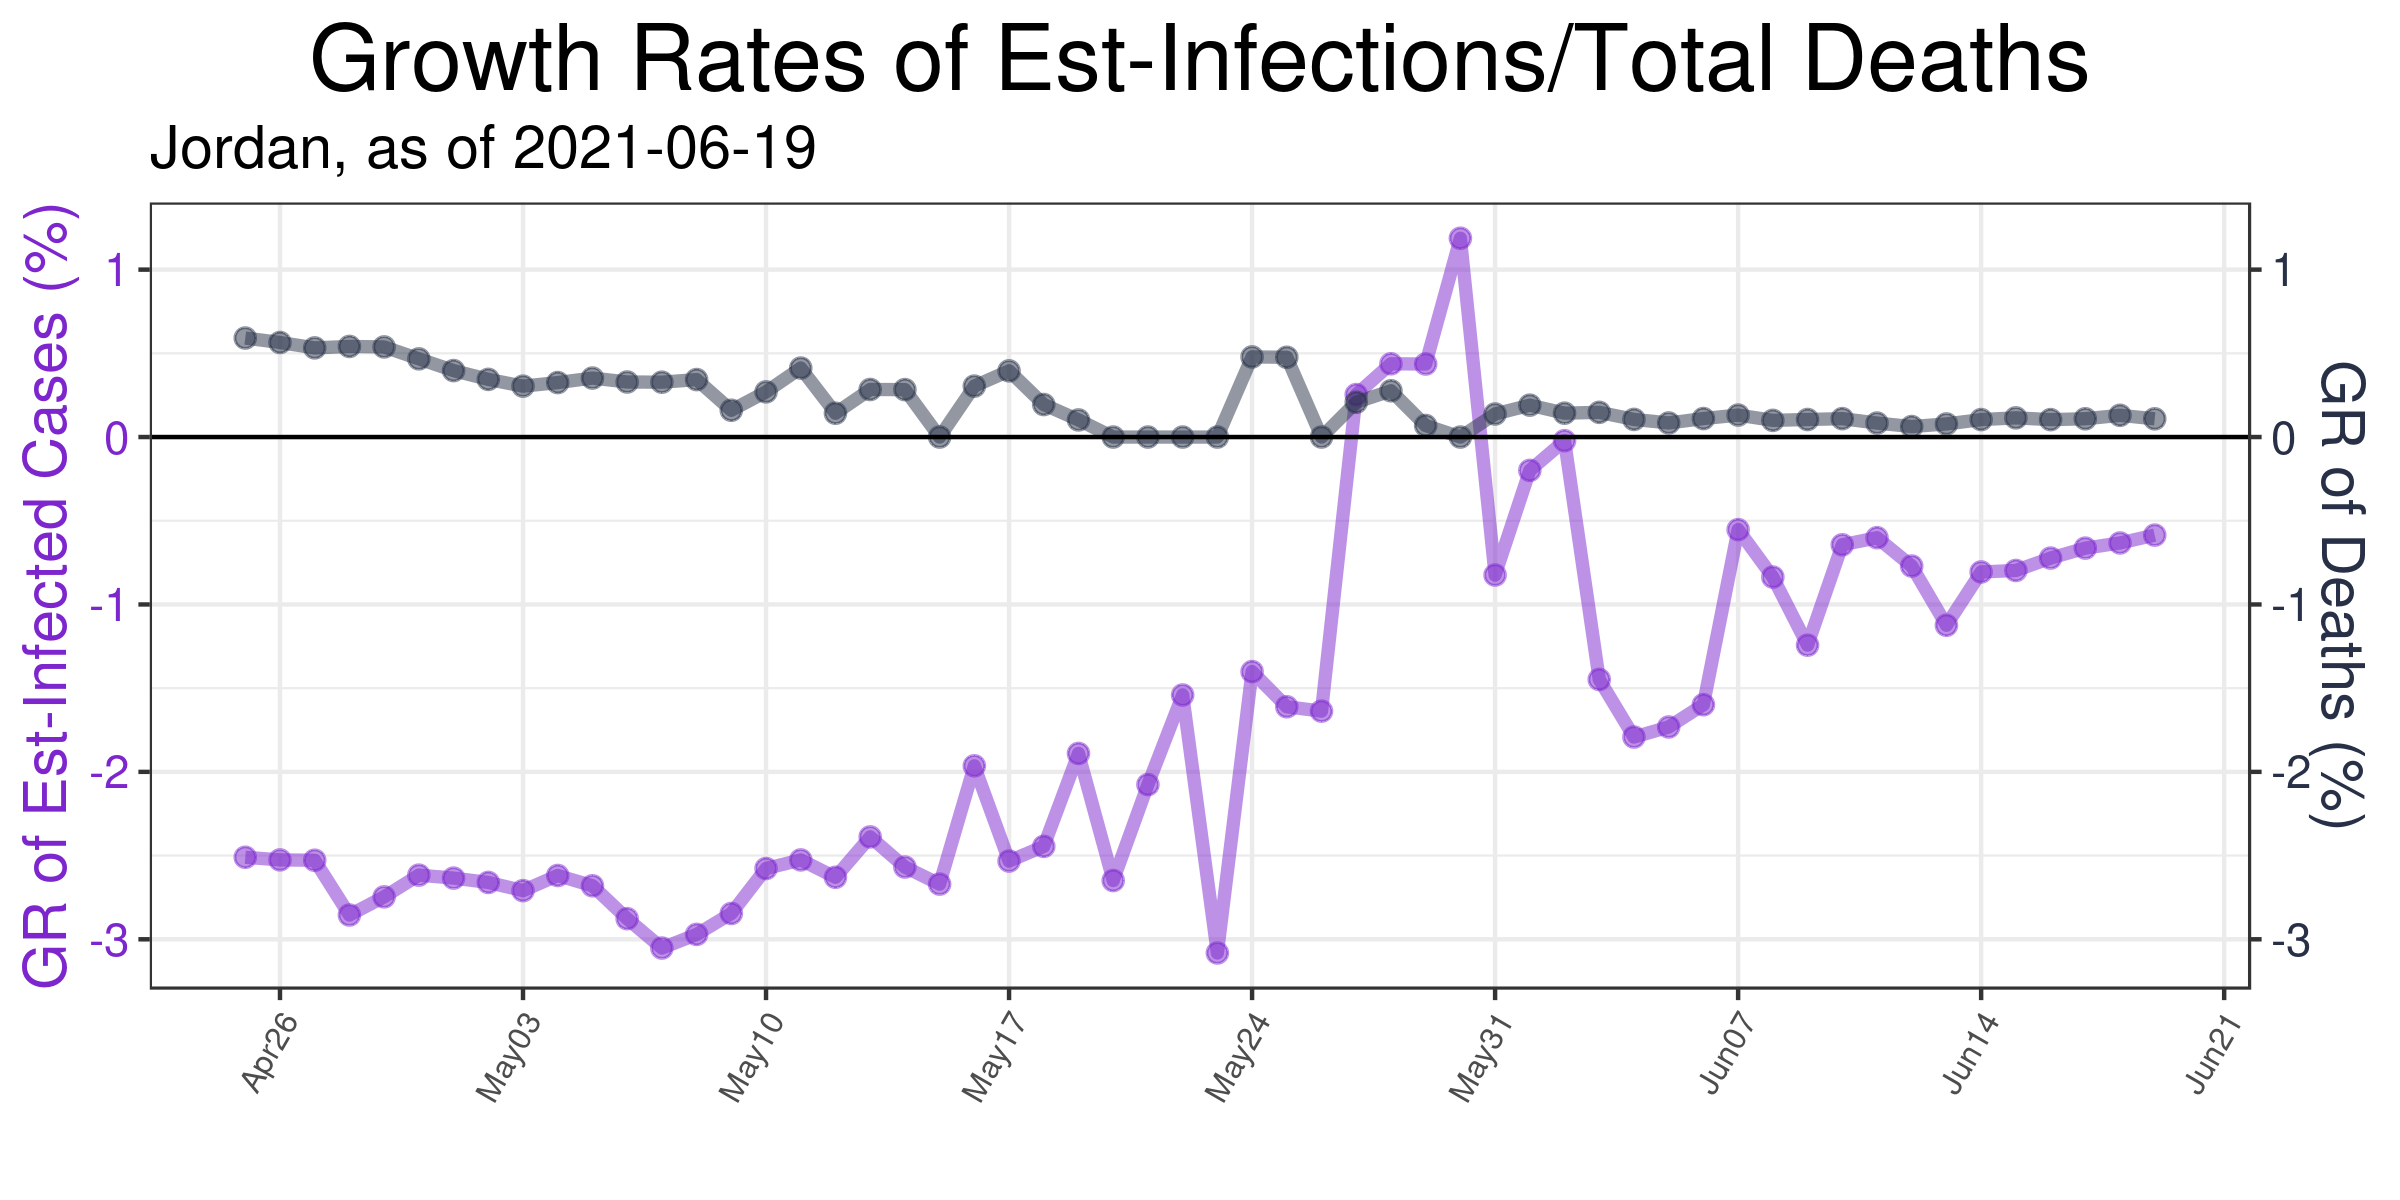 Growth Rates of Est-Infections/Total Deaths
Jordan, as of 2021-06-19
GR of Est-Infected Cases (%)
1
0
-1
-2
-3
1
0
-1
-2
-3
GR of Deaths (%)
Apr26
May03
May10
May17
May24
May31
Jun07
Jun14
Jun21